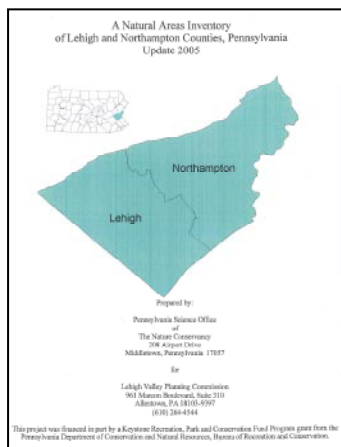 A Natural Areas Inventory
of Lehigh and Northampton Counties, Pennsylvania
Update 2005
Northampton
Lehigh
Prepared by:
Pennsylvania Science Office
of
The Nature Conservancy
208 Airport Drive
Middletown, Pennsylvania 17057
for
Lehigh Valley Planning Commission
961 Marcon Boulevard, Suite 310
Allentown, PA 18103-9397
(610) 264-4544
This project was financed in part by a Keystone Recreation, Park and Conservation Fund Program grant from the
Pennsylvania Department of Conservation and Natural Resources, Bureau of Recreation and Conservation.